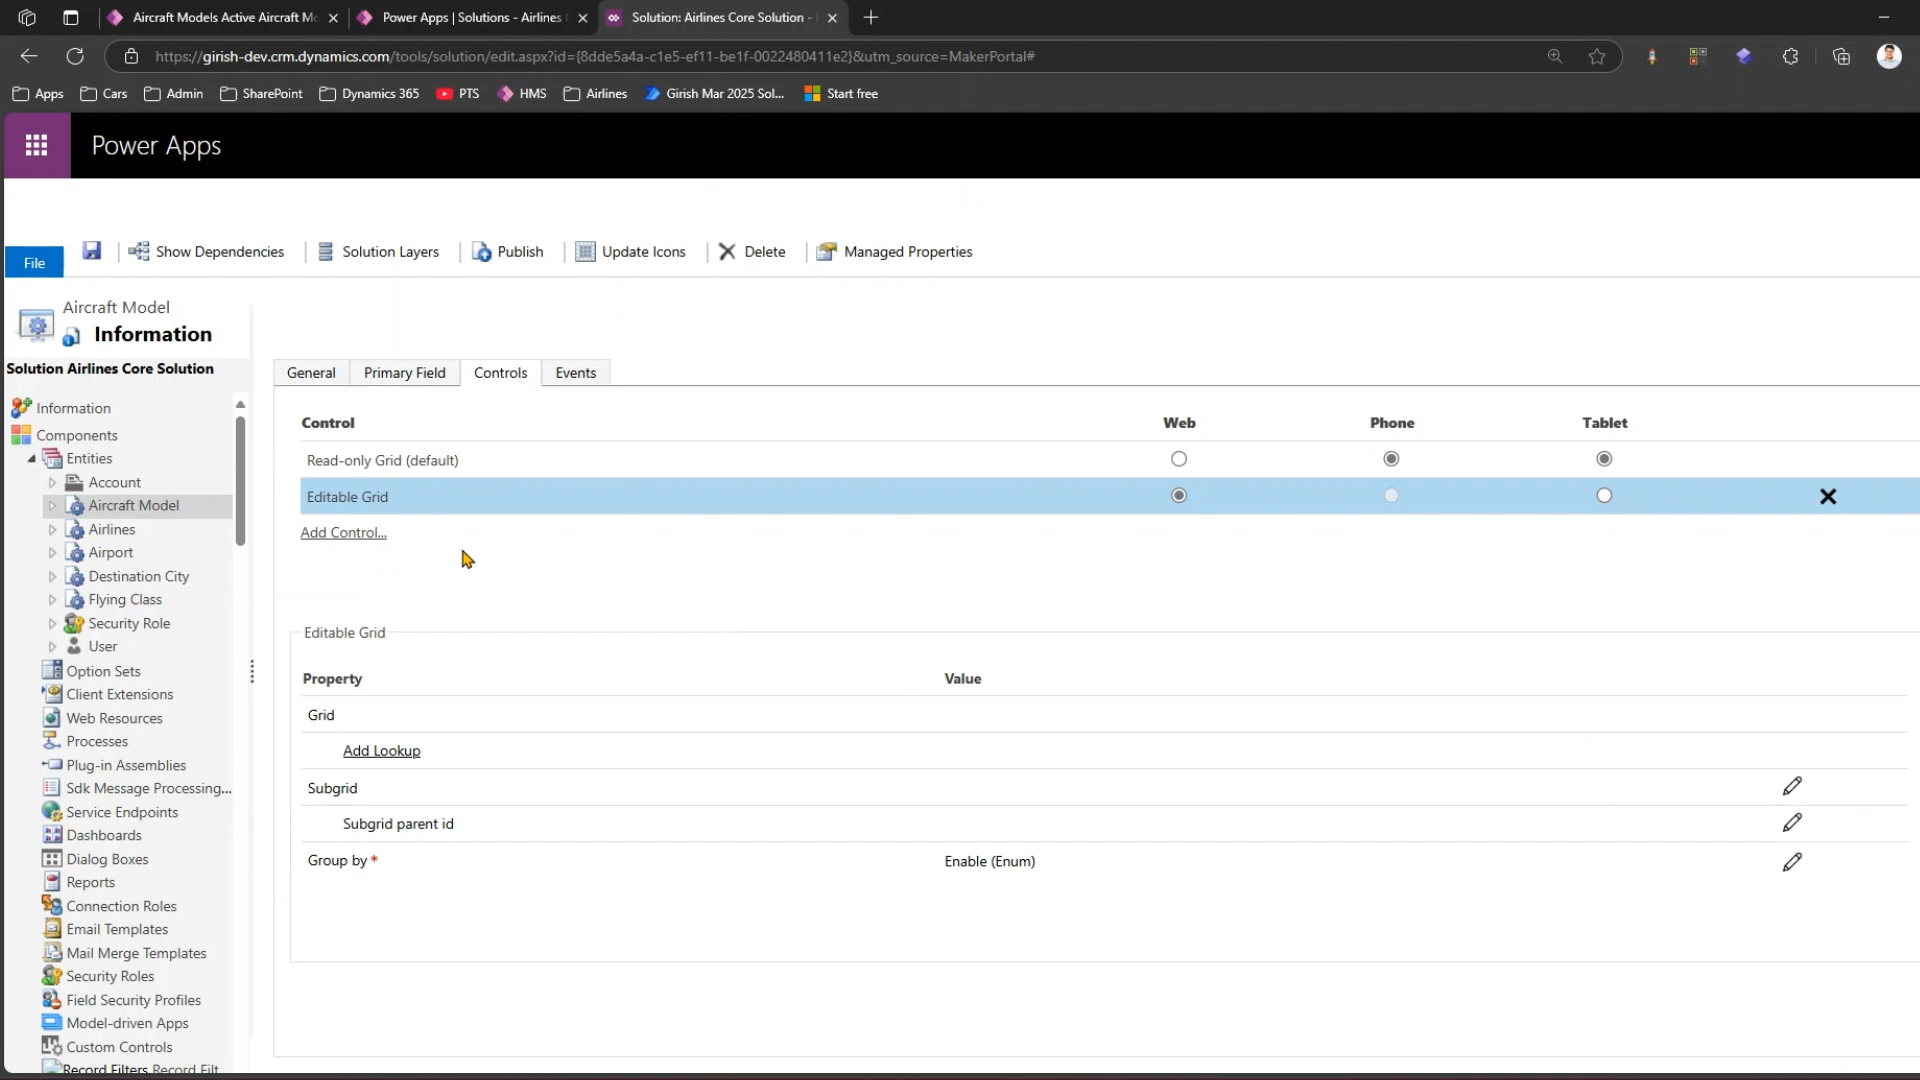 Aircraft Models Active Aircraft Mo
Power Apps | Solutions - Airlines C
Solution: Airlines Core Solution -
https://girish-dev.crm.dynamics.com/tools/solution/edit.aspx?id={8dde5a4a-c1e5-ef11-be1f-0022480411e2}&utm_source=MakerPortal#
Apps Cars Admin SharePoint Dynamics 365 PTS HMS Airlines Girish Mar 2025 Sol... Start free
Power Apps
File Show Dependencies Solution Layers Publish Update Icons Delete Managed Properties
Aircraft Model
Information
Solution Airlines Core Solution
Information
Components
Entities
Account
Aircraft Model
Airlines
Airport
Destination City
Flying Class
Security Role
User
Option Sets
Client Extensions
Web Resources
Processes
Plug-in Assemblies
Sdk Message Processing...
Service Endpoints
Dashboards
Dialog Boxes
Reports
Connection Roles
Email Templates
Mail Merge Templates
Security Roles
Field Security Profiles
Model-driven Apps
Custom Controls
Record Filters Record Filt
General Primary Field Controls Events
Control Web Phone Tablet
Read-only Grid (default)
Editable Grid
Add Control...
Editable Grid
Property Value
Grid
Add Lookup
Subgrid
Subgrid parent id
Group by * Enable (Enum)